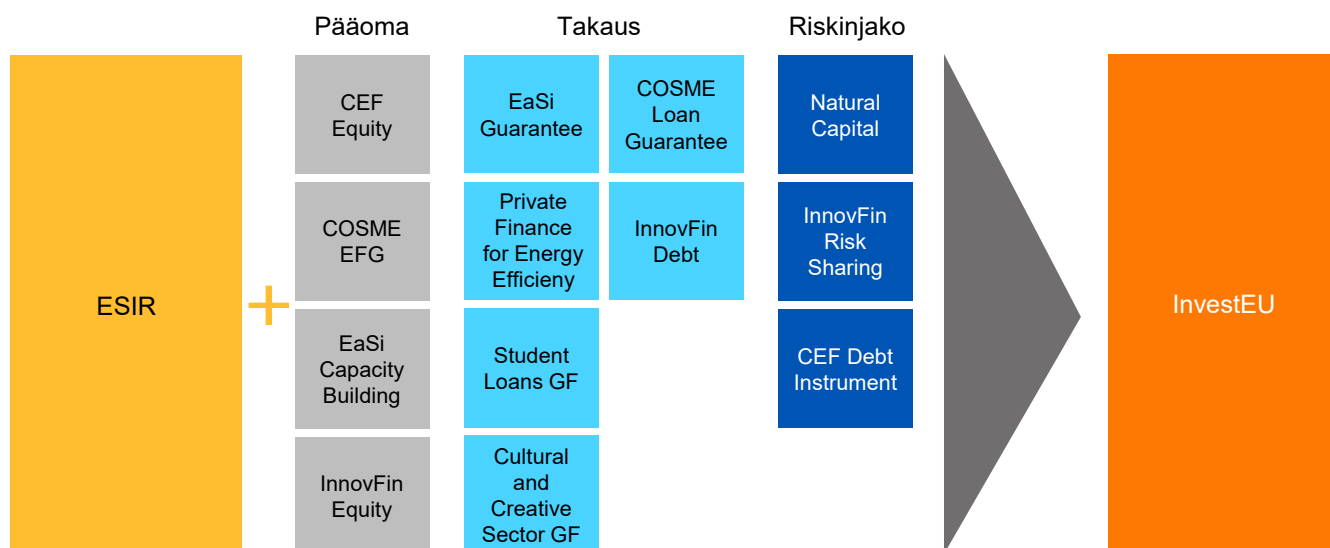 Pääoma
Takaus
Riskinjako
ESIR
+
CEF
Equity
COSME
EFG
EaSi
Capacity
Building
InnovFin
Equity
EaSi
Guarantee
COSME
Loan
Guarantee
Private
Finance
for Energy
Efficieny
InnovFin
Debt
Student
Loans GF
Cultural
and
Creative
Sector GF
Natural
Capital
InnovFin
Risk
Sharing
CEF Debt
Instrument
InvestEU